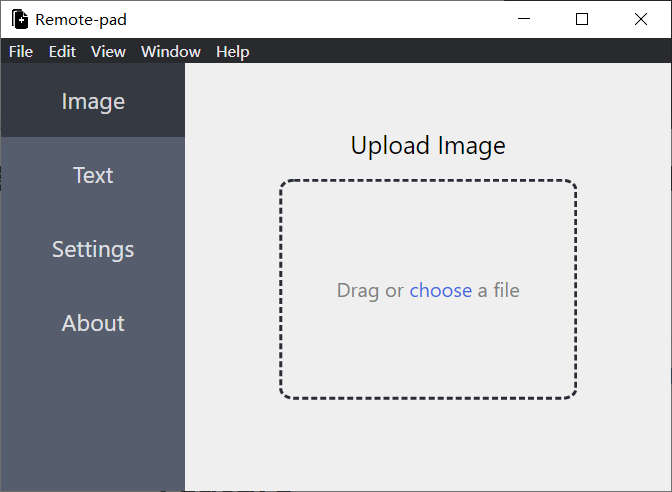 Remote-pad
File Edit View Window Help
Image
Text
Settings
About
Upload Image
Drag or choose a file